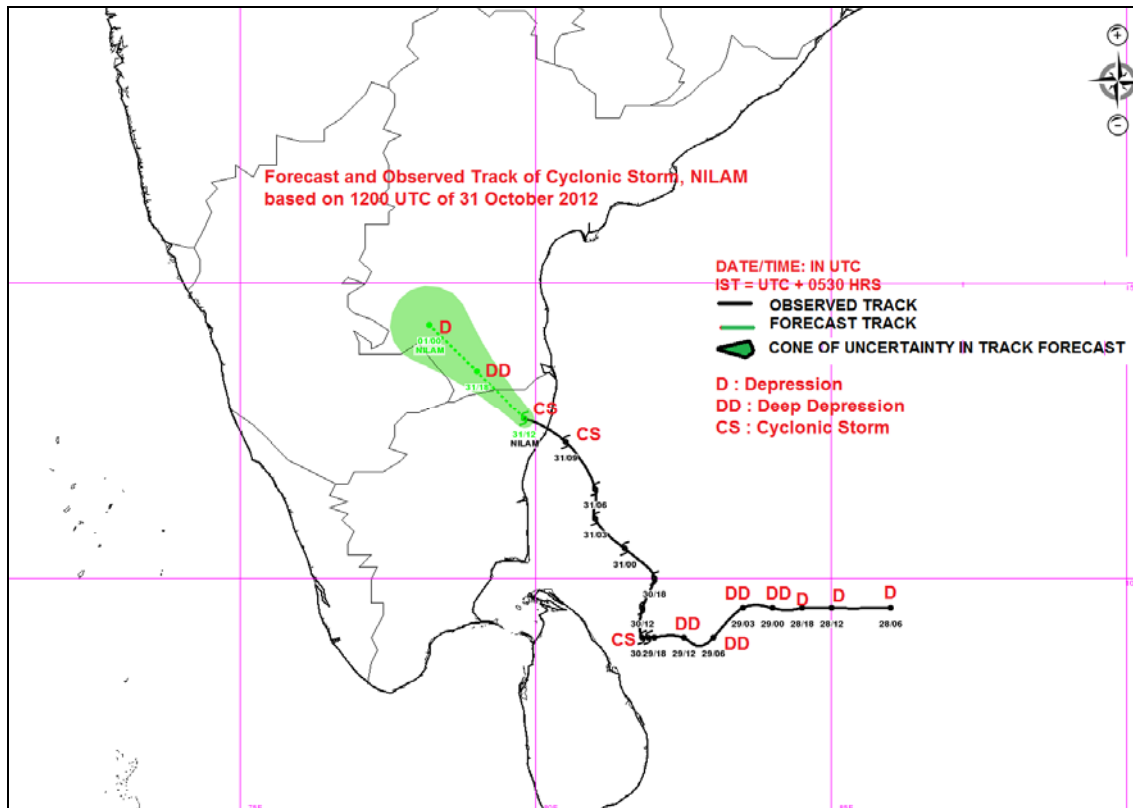 Forecast and Observed Track of Cyclonic Storm, NILAM
based on 1200 UTC of 31 October 2012
DATE/TIME: IN UTC
IST = UTC + 0530 HRS
OBSERVED TRACK
FORECAST TRACK
CONE OF UNCERTAINTY IN TRACK FORECAST
D : Depression
DD : Deep Depression
CS : Cyclonic Storm
D
01/00
NILAM
DD
31/18
CS
31/12
NILAM
CS
31/09
31/06
31/03
31/00
30/18
30/12
DD
DD
D
D
D
29/03
29/00
28/18
28/12
28/06
CS
DD
DD
29/18
29/12
29/06
75E
80E
85E